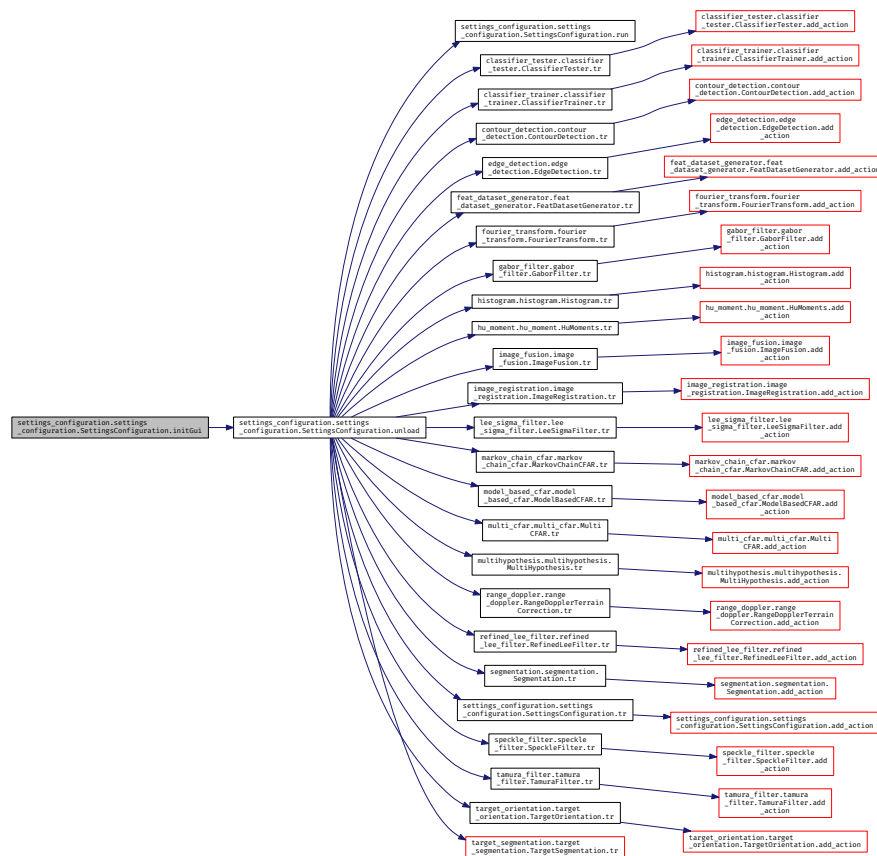 settings_configuration.settings
_configuration.SettingsConfiguration.initGui
settings_configuration.settings
_configuration.SettingsConfiguration.unload
settings_configuration.settings
_configuration.SettingsConfiguration.run
classifier_tester.classifier
_tester.ClassifierTester.tr
classifier_tester.classifier
_tester.ClassifierTester.add_action
classifier_trainer.classifier
_trainer.ClassifierTrainer.tr
classifier_trainer.classifier
_trainer.ClassifierTrainer.add_action
contour_detection.contour
_detection.ContourDetection.tr
contour_detection.contour
_detection.ContourDetection.add_action
edge_detection.edge
_detection.EdgeDetection.tr
edge_detection.edge
_detection.EdgeDetection.add
_action
feat_dataset_generator.feat
_dataset_generator.FeatDatasetGenerator.tr
feat_dataset_generator.feat
_dataset_generator.FeatDatasetGenerator.add_action
fourier_transform.fourier
_transform.FourierTransform.tr
fourier_transform.fourier
_transform.FourierTransform.add_action
gabor_filter.gabor
_filter.GaborFilter.tr
gabor_filter.gabor
_filter.GaborFilter.add
_action
histogram.histogram.Histogram.tr
histogram.histogram.Histogram.add
_action
hu_moment.hu_moment.HuMoments.tr
hu_moment.hu_moment.HuMoments.add
_action
image_fusion.image
_fusion.ImageFusion.tr
image_fusion.image
_fusion.ImageFusion.add
_action
image_registration.image
_registration.ImageRegistration.tr
image_registration.image
_registration.ImageRegistration.add_action
lee_sigma_filter.lee
_sigma_filter.LeeSigmaFilter.tr
lee_sigma_filter.lee
_sigma_filter.LeeSigmaFilter.add
_action
markov_chain_cfar.markov
_chain_cfar.MarkovChainCFAR.tr
markov_chain_cfar.markov
_chain_cfar.MarkovChainCFAR.add_action
model_based_cfar.model
_based_cfar.ModelBasedCFAR.tr
model_based_cfar.model
_based_cfar.ModelBasedCFAR.add
_action
multi_cfar.multi_cfar.Multi
CFAR.tr
multi_cfar.multi_cfar.Multi
CFAR.add_action
multihypothesis.multihypothesis.
MultiHypothesis.tr
multihypothesis.multihypothesis.
MultiHypothesis.add_action
range_doppler.range
_doppler.RangeDopplerTerrain
Correction.tr
range_doppler.range
_doppler.RangeDopplerTerrain
Correction.add_action
refined_lee_filter.refined
_lee_filter.RefinedLeeFilter.tr
refined_lee_filter.refined
_lee_filter.RefinedLeeFilter.add_action
segmentation.segmentation.
Segmentation.tr
segmentation.segmentation.
Segmentation.add_action
settings_configuration.settings
_configuration.SettingsConfiguration.tr
settings_configuration.settings
_configuration.SettingsConfiguration.add_action
speckle_filter.speckle
_filter.SpeckleFilter.tr
speckle_filter.speckle
_filter.SpeckleFilter.add
_action
tamura_filter.tamura
_filter.TamuraFilter.tr
tamura_filter.tamura
_filter.TamuraFilter.add
_action
target_orientation.target
_orientation.TargetOrientation.tr
target_orientation.target
_orientation.TargetOrientation.add_action
target_segmentation.target
_segmentation.TargetSegmentation.tr